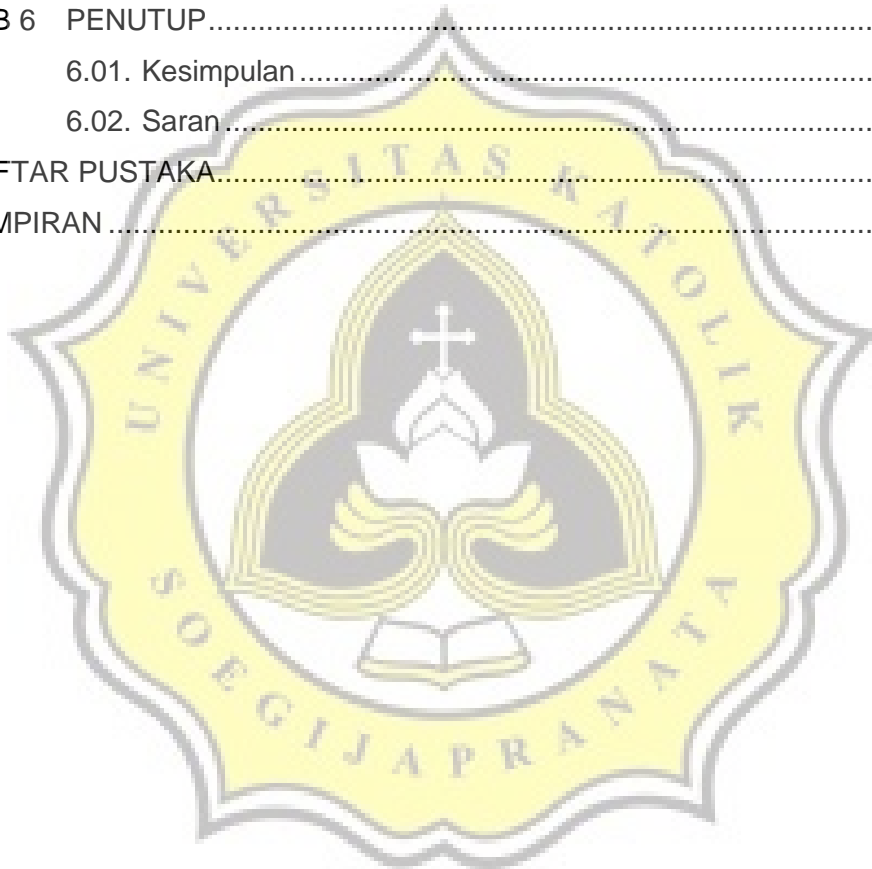 B 6 PENUTUP................................................................................
6.01. Kesimpulan.....................................................................
6.02. Saran..............................................................................
FTAR PUSTAKA.................................................................................
MPIRAN..............................................................................................
UNIVERSITAS KATOLIK
SOEGIJAPRANATA